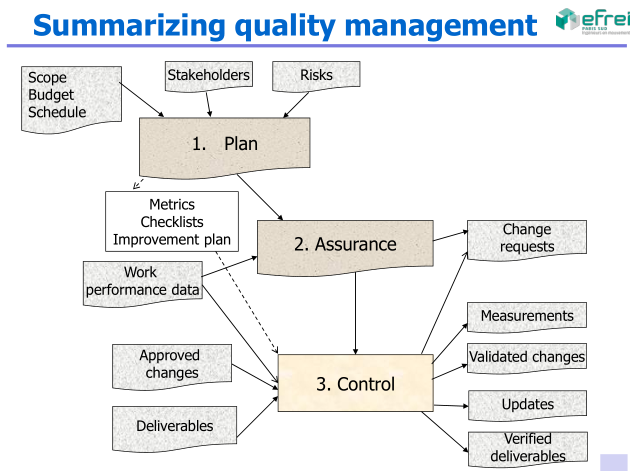 Summarizing quality management
efrei
PARIS SUD
Scope
Budget
Schedule
Stakeholders
Risks
1. Plan
Metrics
Checklists
Improvement plan
2. Assurance
Change
requests
Work
performance data
Measurements
Approved
changes
Validated changes
3. Control
Updates
Deliverables
Verified
deliverables